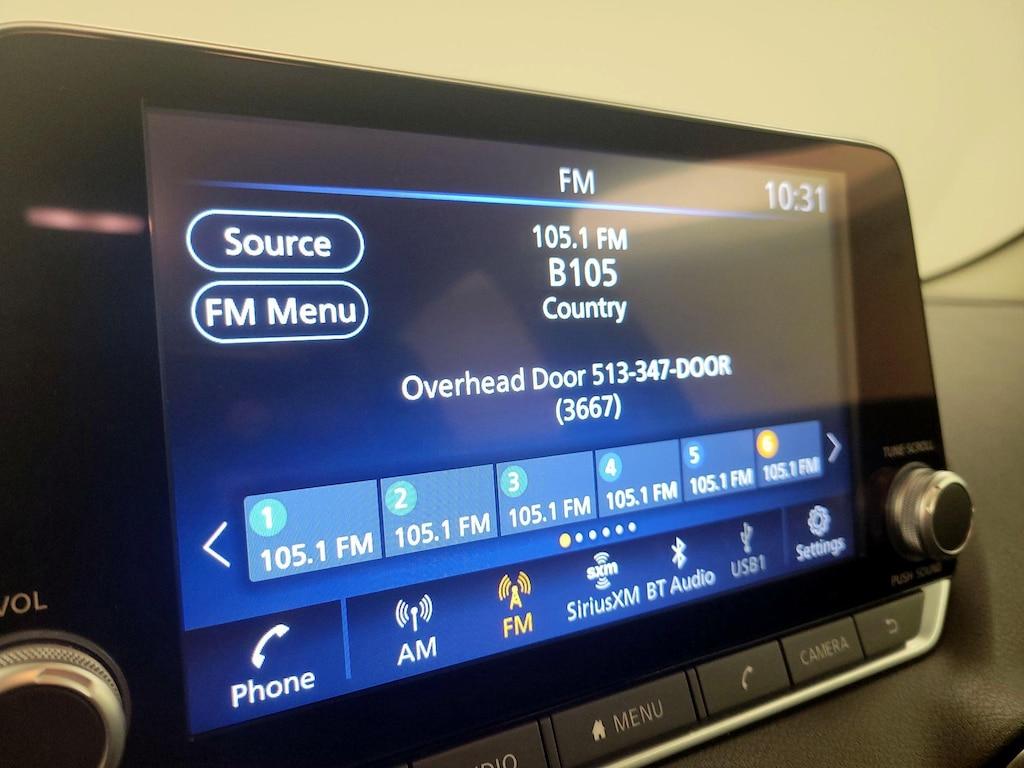 FM
10:31
Source
FM Menu
105.1 FM
B105
Country
Overhead Door 513-347-DOOR
(3667)
1
105.1 FM
2
105.1 FM
3
105.1 FM
4
105.1 FM
5
105.1 FM
6
105.1 FM
Phone
AM
FM
sxm
SiriusXM
BT Audio
USB1
Settings
VOL
TUNE·SCROLL
PUSH SOUND
MENU
CAMERA